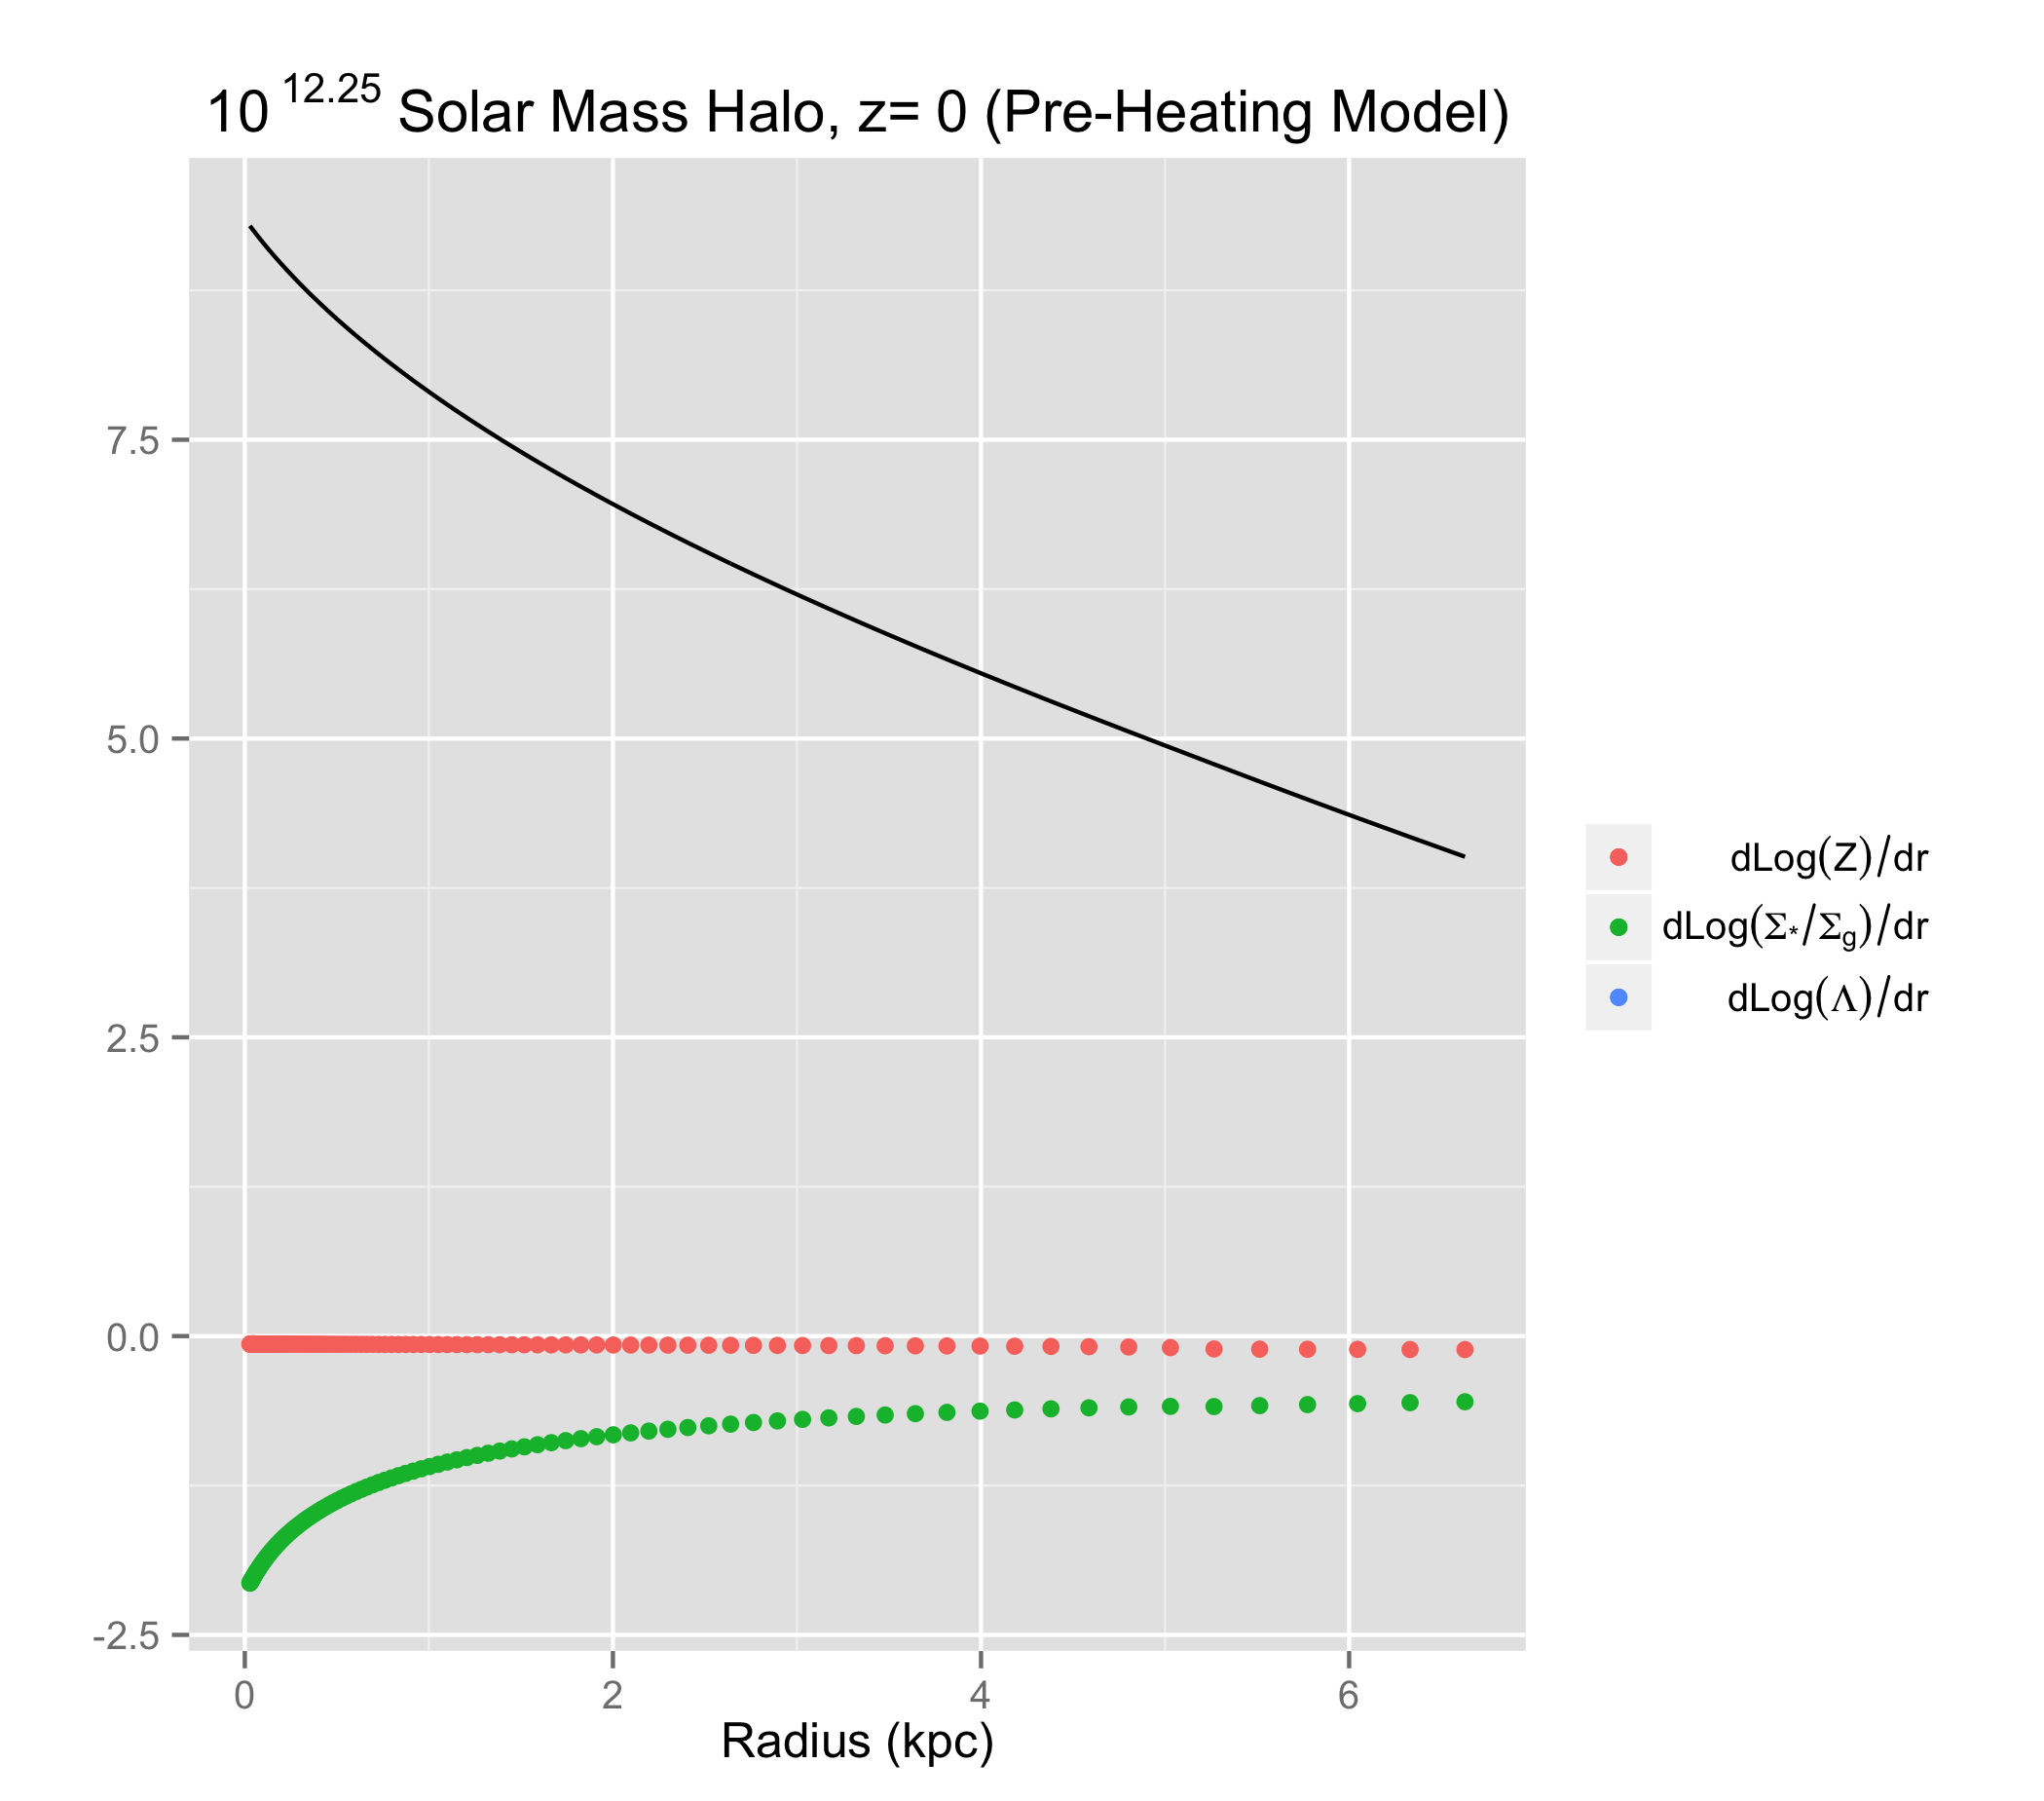 10^12.25 Solar Mass Halo, z= 0 (Pre-Heating Model)
7.5
5.0
2.5
0.0
-2.5
0 2 4 6
Radius (kpc)
dLog(Z)/dr
dLog(Σ*/Σg)/dr
dLog(Λ)/dr